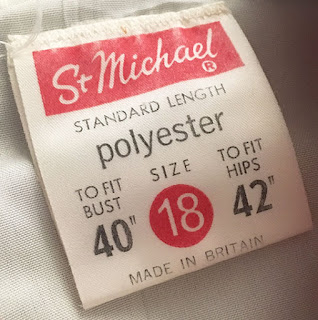 St Michael ®
STANDARD LENGTH
polyester
TO FIT BUST 40" SIZE 18 TO FIT HIPS 42"
MADE IN BRITAIN